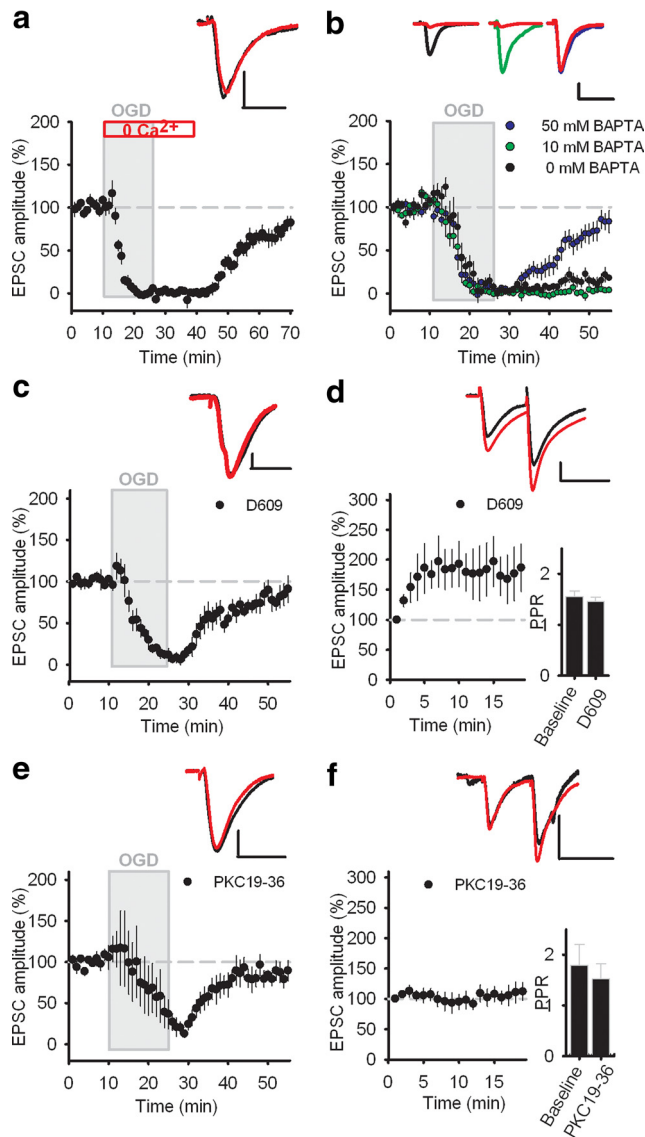 a
OGD
0 Ca2+
EPSC amplitude (%)
200
150
100
50
0
0 10 20 30 40 50 60 70
Time (min)
b
OGD
50 mM BAPTA
10 mM BAPTA
0 mM BAPTA
EPSC amplitude (%)
200
150
100
50
0
0 10 20 30 40 50
Time (min)
c
OGD
D609
EPSC amplitude (%)
200
150
100
50
0
0 10 20 30 40 50
Time (min)
d
D609
EPSC amplitude (%)
300
250
200
150
100
50
0
0 5 10 15
Time (min)
PPR
2
1
0
Baseline
D609
e
OGD
PKC19-36
EPSC amplitude (%)
200
150
100
50
0
0 10 20 30 40 50
Time (min)
f
PKC19-36
EPSC amplitude (%)
300
250
200
150
100
50
0
0 5 10 15
Time (min)
PPR
2
1
0
Baseline
PKC19-36